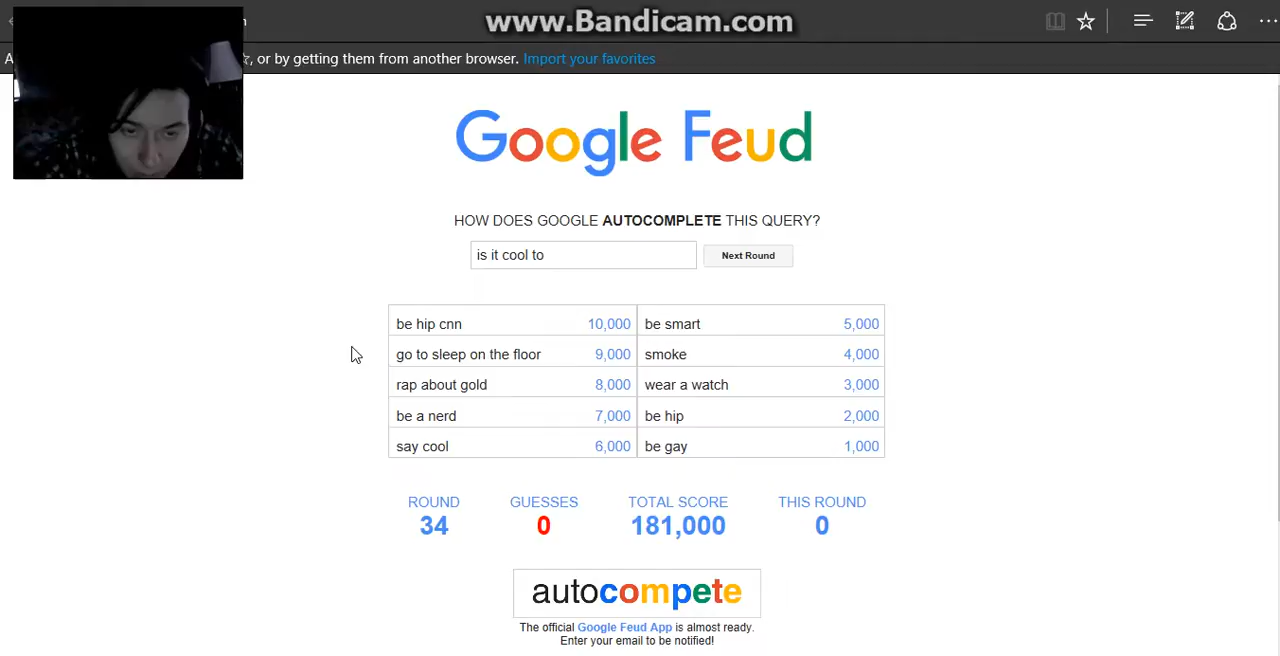 www.Bandicam.com
, or by getting them from another browser. Import your favorites
Google Feud
HOW DOES GOOGLE AUTOCOMPLETE THIS QUERY?
is it cool to
Next Round
be hip cnn 10,000 be smart 5,000
go to sleep on the floor 9,000 smoke 4,000
rap about gold 8,000 wear a watch 3,000
be a nerd 7,000 be hip 2,000
say cool 6,000 be gay 1,000
ROUND GUESSES TOTAL SCORE THIS ROUND
34 0 181,000 0
autocompete
The official Google Feud App is almost ready.
Enter your email to be notified!